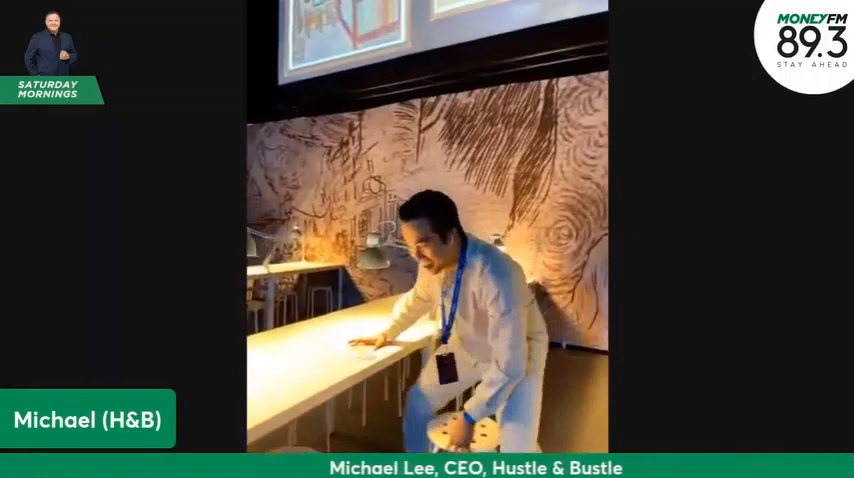 SATURDAY
MORNINGS
MONEY FM
89.3
STAY AHEAD
Michael (H&B)
Michael Lee, CEO, Hustle & Bustle